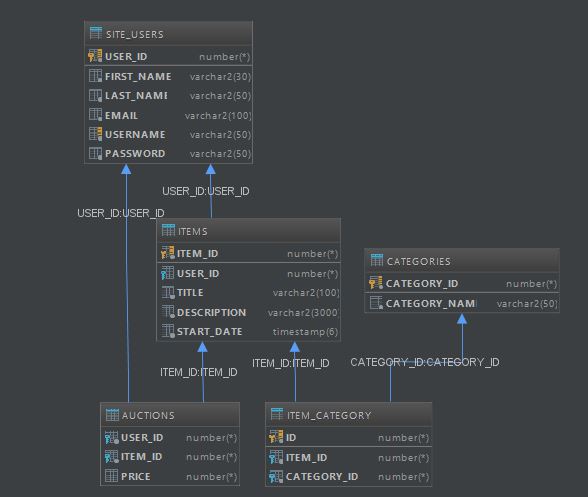 SITE_USERS
USER_ID number(*)
FIRST_NAME varchar2(30)
LAST_NAME varchar2(50)
EMAIL varchar2(100)
USERNAME varchar2(50)
PASSWORD varchar2(50)
USER_ID:USER_ID
USER_ID:USER_ID
ITEMS
ITEM_ID number(*)
USER_ID number(*)
TITLE varchar2(100)
DESCRIPTION varchar2(3000)
START_DATE timestamp(6)
CATEGORIES
CATEGORY_ID number(*)
CATEGORY_NAM varchar2(50)
ITEM_ID:ITEM_ID
ITEM_ID:ITEM_ID
CATEGORY_ID:CATEGORY_ID
AUCTIONS
USER_ID number(*)
ITEM_ID number(*)
PRICE number(*)
ITEM_CATEGORY
ID number(*)
ITEM_ID number(*)
CATEGORY_ID number(*)